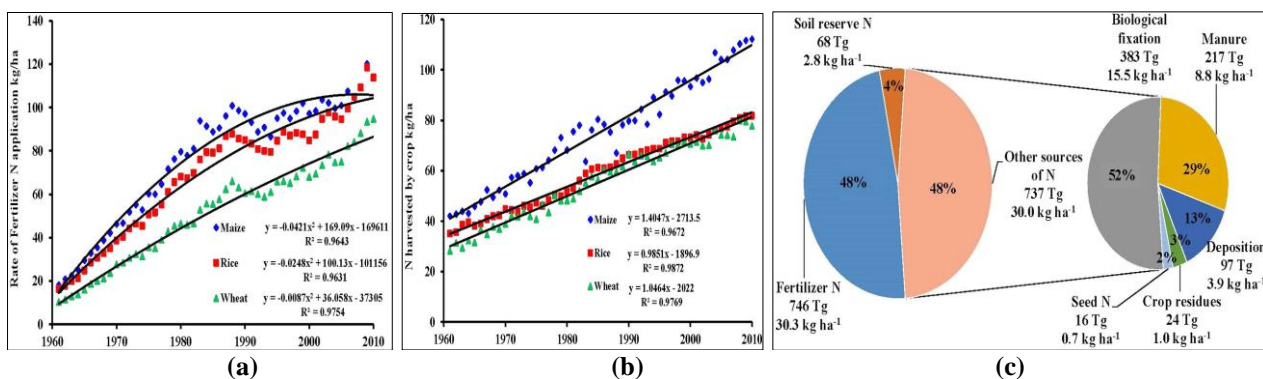 140
120
100
80
60
40
20
0
Rate of Fertilizer N application kg/ha
1960 1970 1980 1990 2000 2010
Maize y = -0.0421x² + 169.09x - 169611
R² = 0.9643
Rice y = -0.0248x² + 100.13x - 101156
R² = 0.9631
Wheat y = -0.0087x² + 36.058x - 37305
R² = 0.9754
(a)
120
100
80
60
40
20
0
N harvested by crop kg/ha
1960 1970 1980 1990 2000 2010
Maize y = 1.4047x - 2713.5
R² = 0.9672
Rice y = 0.9851x - 1896.9
R² = 0.9872
Wheat y = 1.0464x - 2022
R² = 0.9769
(b)
Soil reserve N
68 Tg
2.8 kg ha⁻¹
4%
48%
48%
Fertilizer N
746 Tg
30.3 kg ha⁻¹
Other sources
of N
737 Tg
30.0 kg ha⁻¹
Biological
fixation
383 Tg
15.5 kg ha⁻¹
Manure
217 Tg
8.8 kg ha⁻¹
52%
29%
13%
3%
2%
Deposition
97 Tg
3.9 kg ha⁻¹
Seed N
16 Tg
0.7 kg ha⁻¹
Crop residues
24 Tg
1.0 kg ha⁻¹
(c)